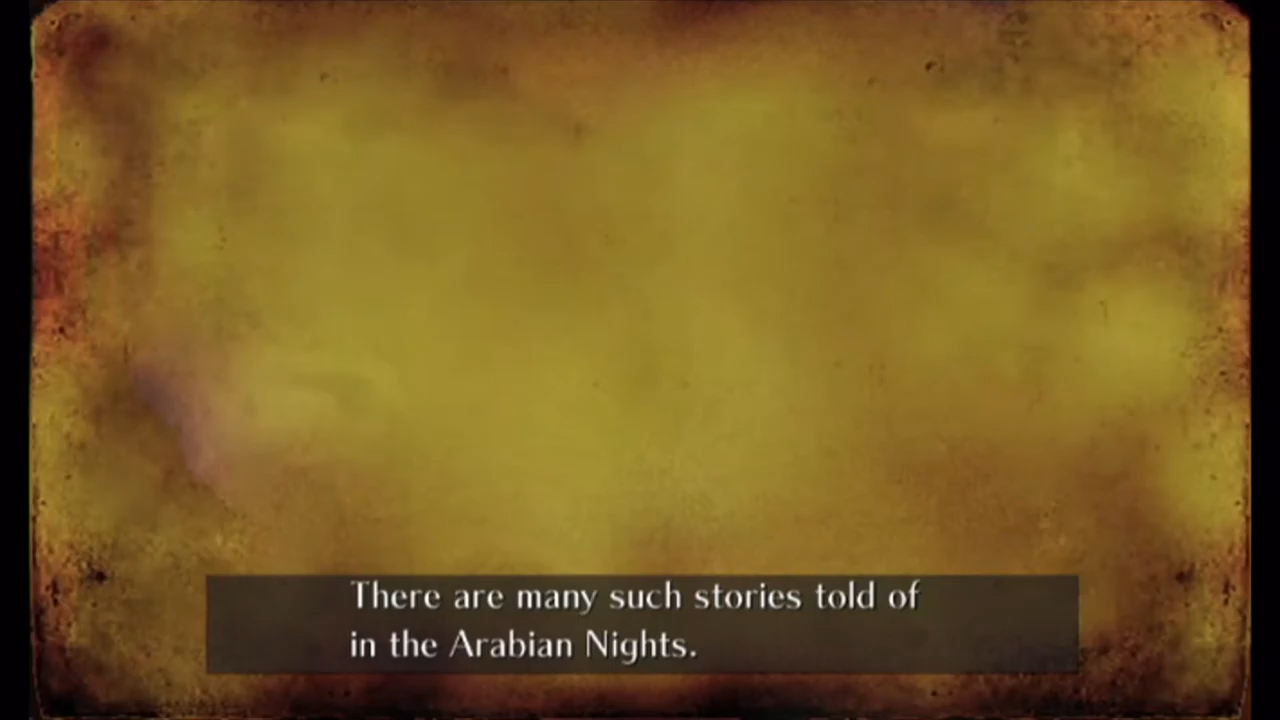 There are many such stories told of
in the Arabian Nights.